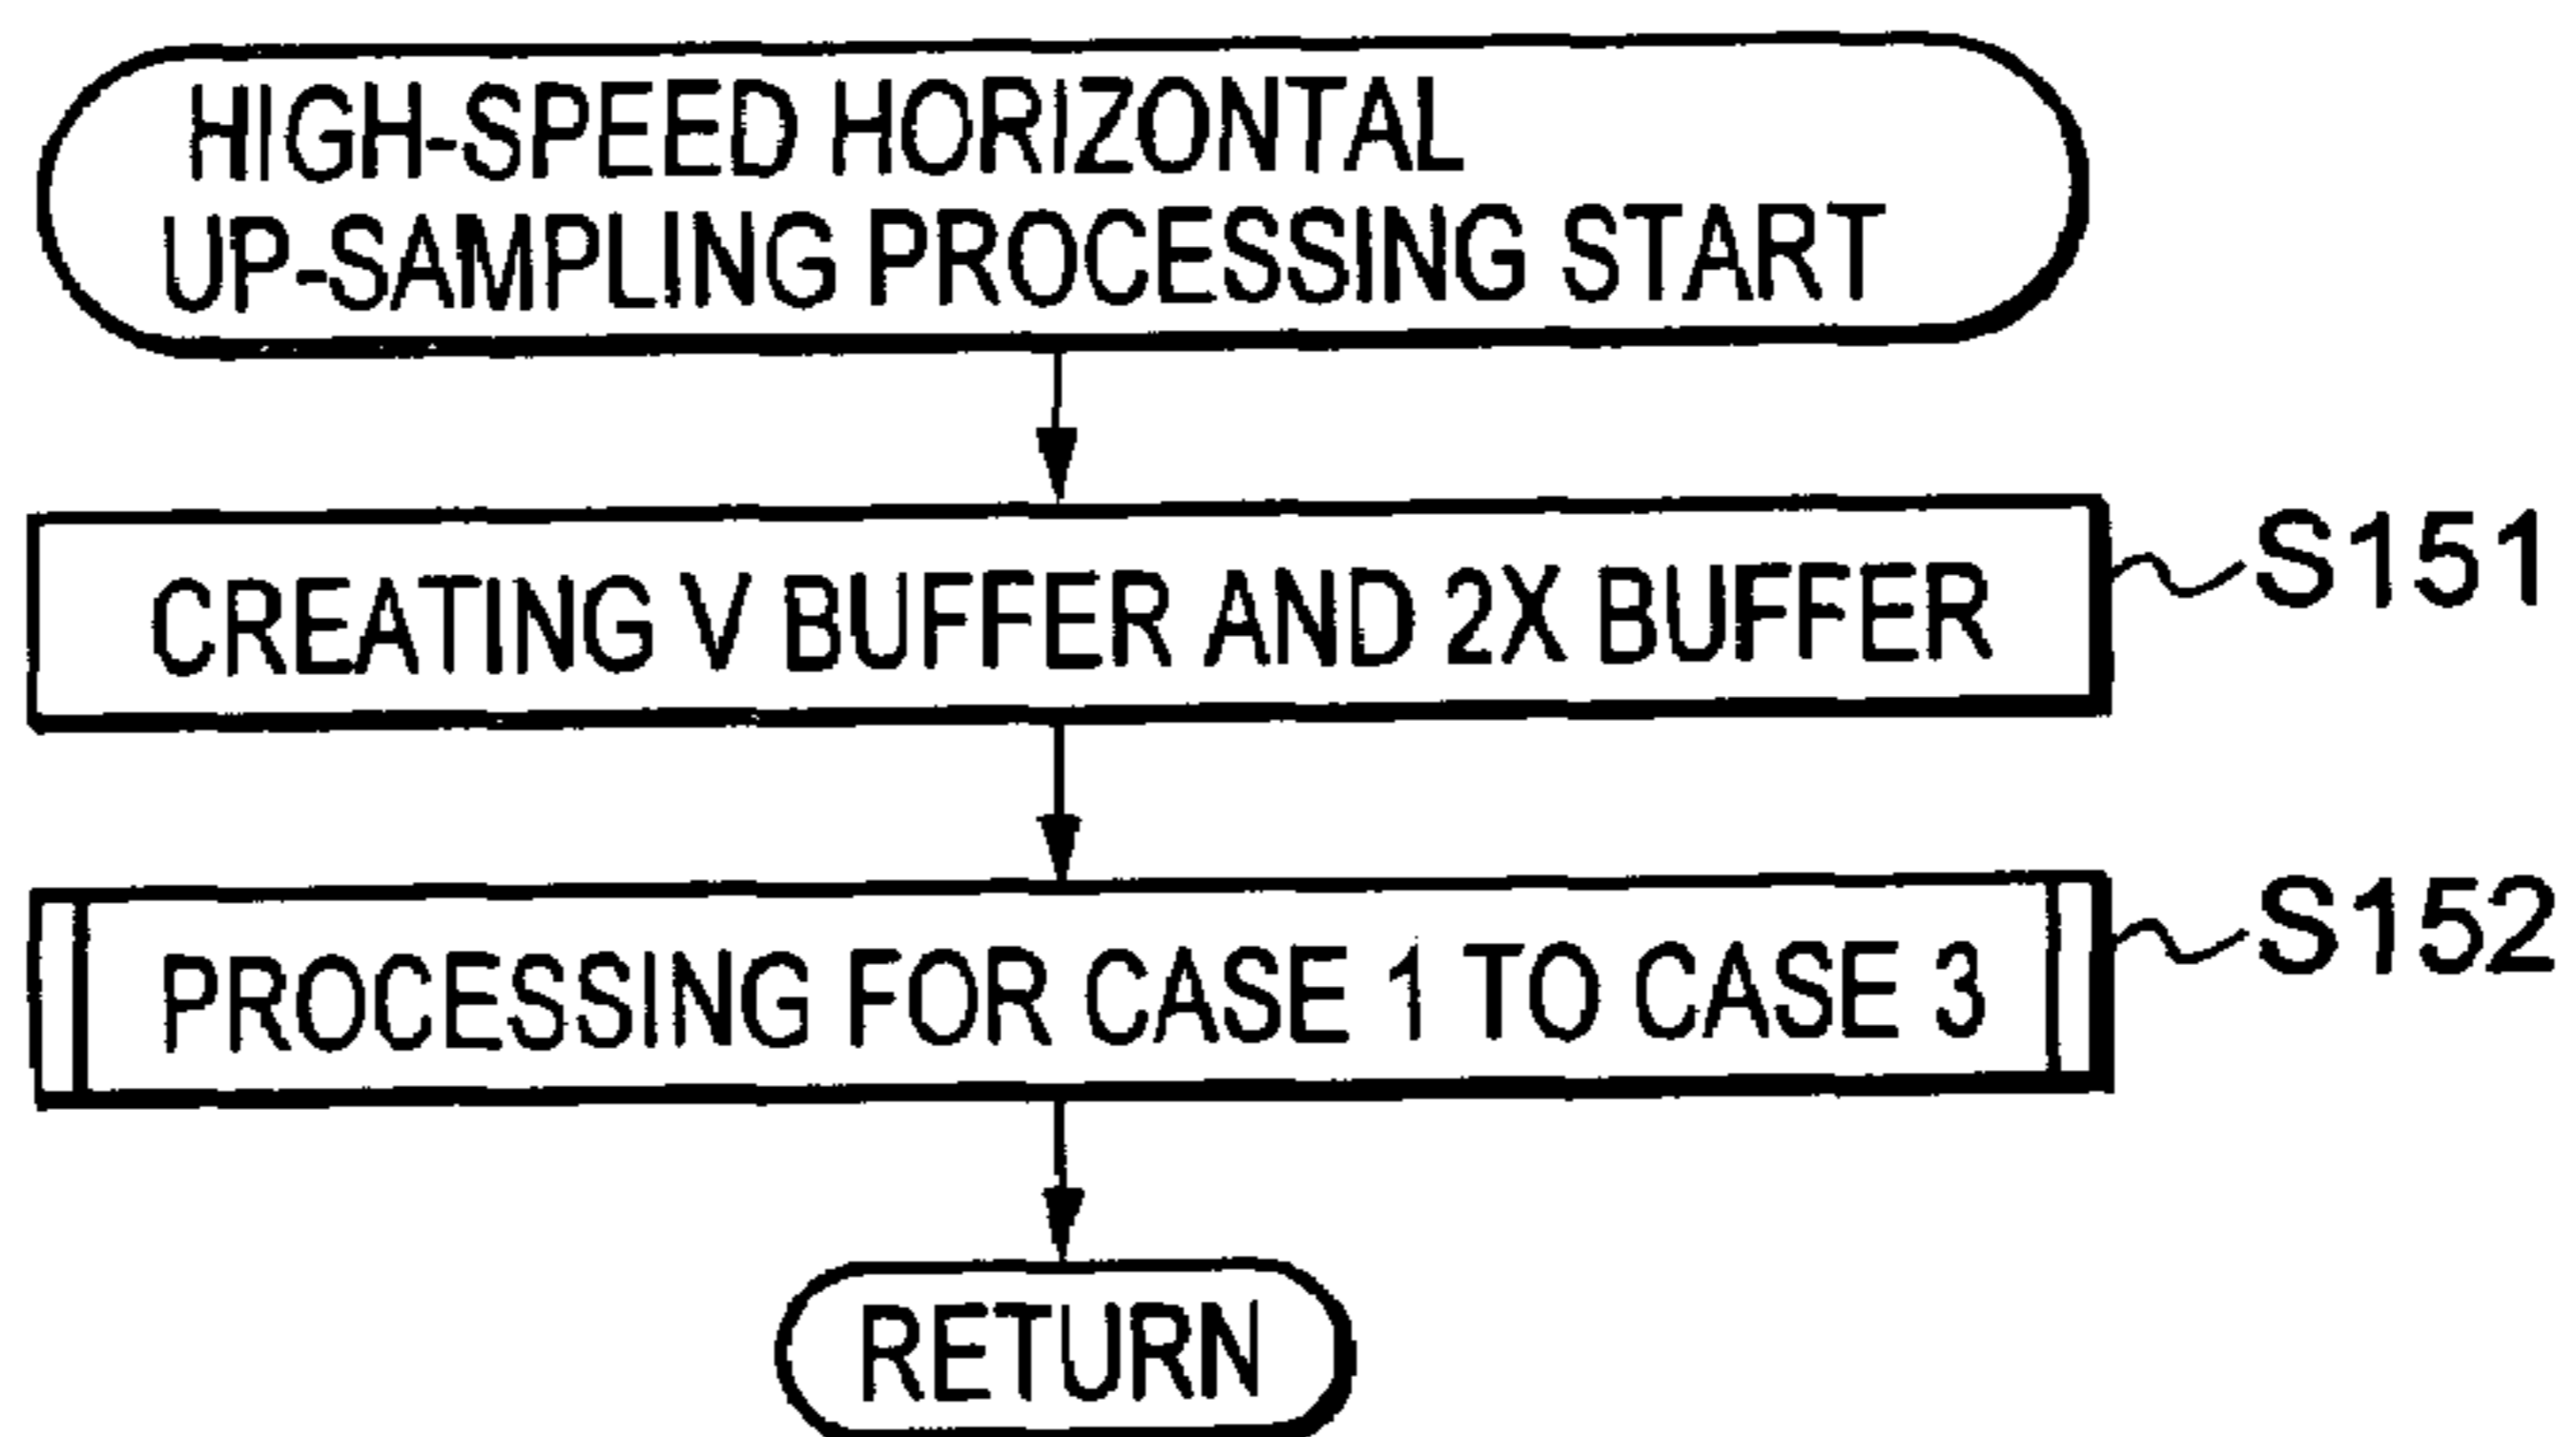 HIGH-SPEED HORIZONTAL
UP-SAMPLING PROCESSING START
CREATING V BUFFER AND 2X BUFFER
S151
PROCESSING FOR CASE 1 TO CASE 3
S152
RETURN